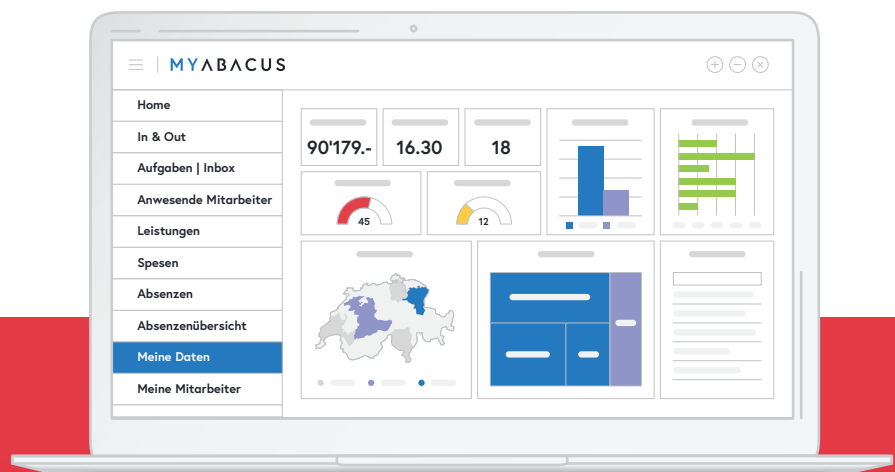 MYABACUS
Home
In & Out
Aufgaben | Inbox
Anwesende Mitarbeiter
Leistungen
Spesen
Absenzen
Absenzenübersicht
Meine Daten
Meine Mitarbeiter
90'179.-
16.30
18
45
12